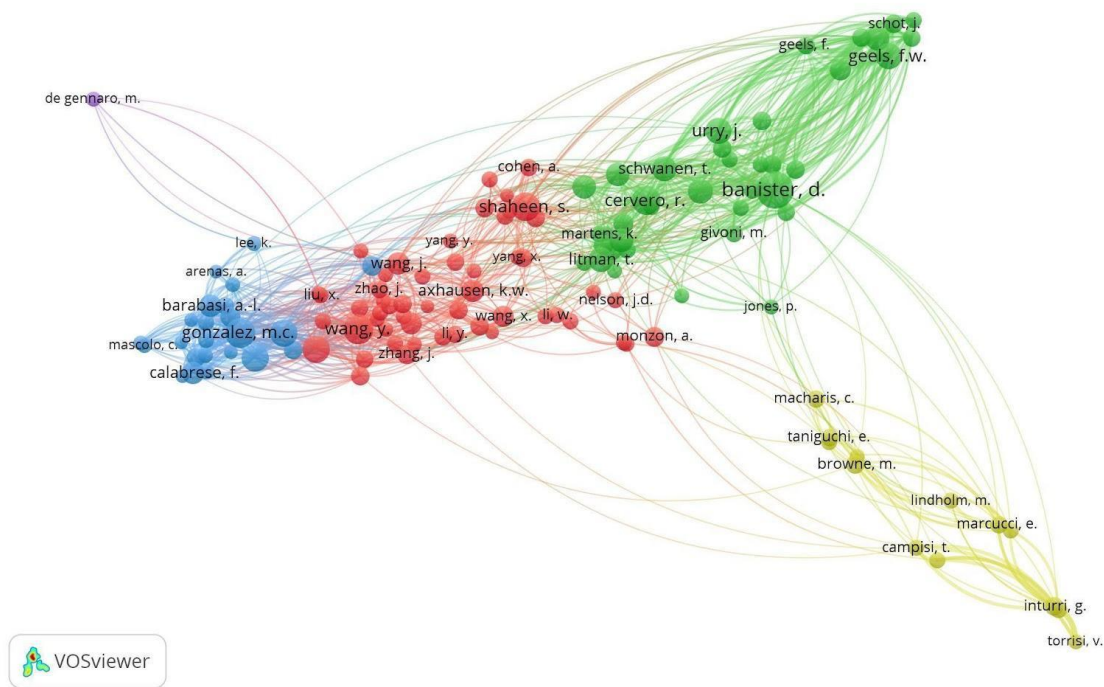 schot, j.
geels, f.
geels, f.w.
de gennaro, m.
urry, j.
cohen, a.
schwanen, t.
banister, d.
shaheen, s.
cervero, r.
martens, k.
givoni, m.
lee, k.
yang, y.
yang, x.
litman, t.
wang, j.
arenas, a.
zhao, j.
axhausen, k.w.
liu, x.
nelson, j.d.
barabasi, a.-l.
jones, p.
wang, x.
li, w.
gonzalez, m.c.
wang, y.
li, y.
monzon, a.
mascolo, c.
zhang, j.
calabrese, f.
macharis, c.
taniguchi, e.
browne, m.
lindholm, m.
marcucci, e.
campisi, t.
inturri, g.
torrisi, v.
VOSviewer